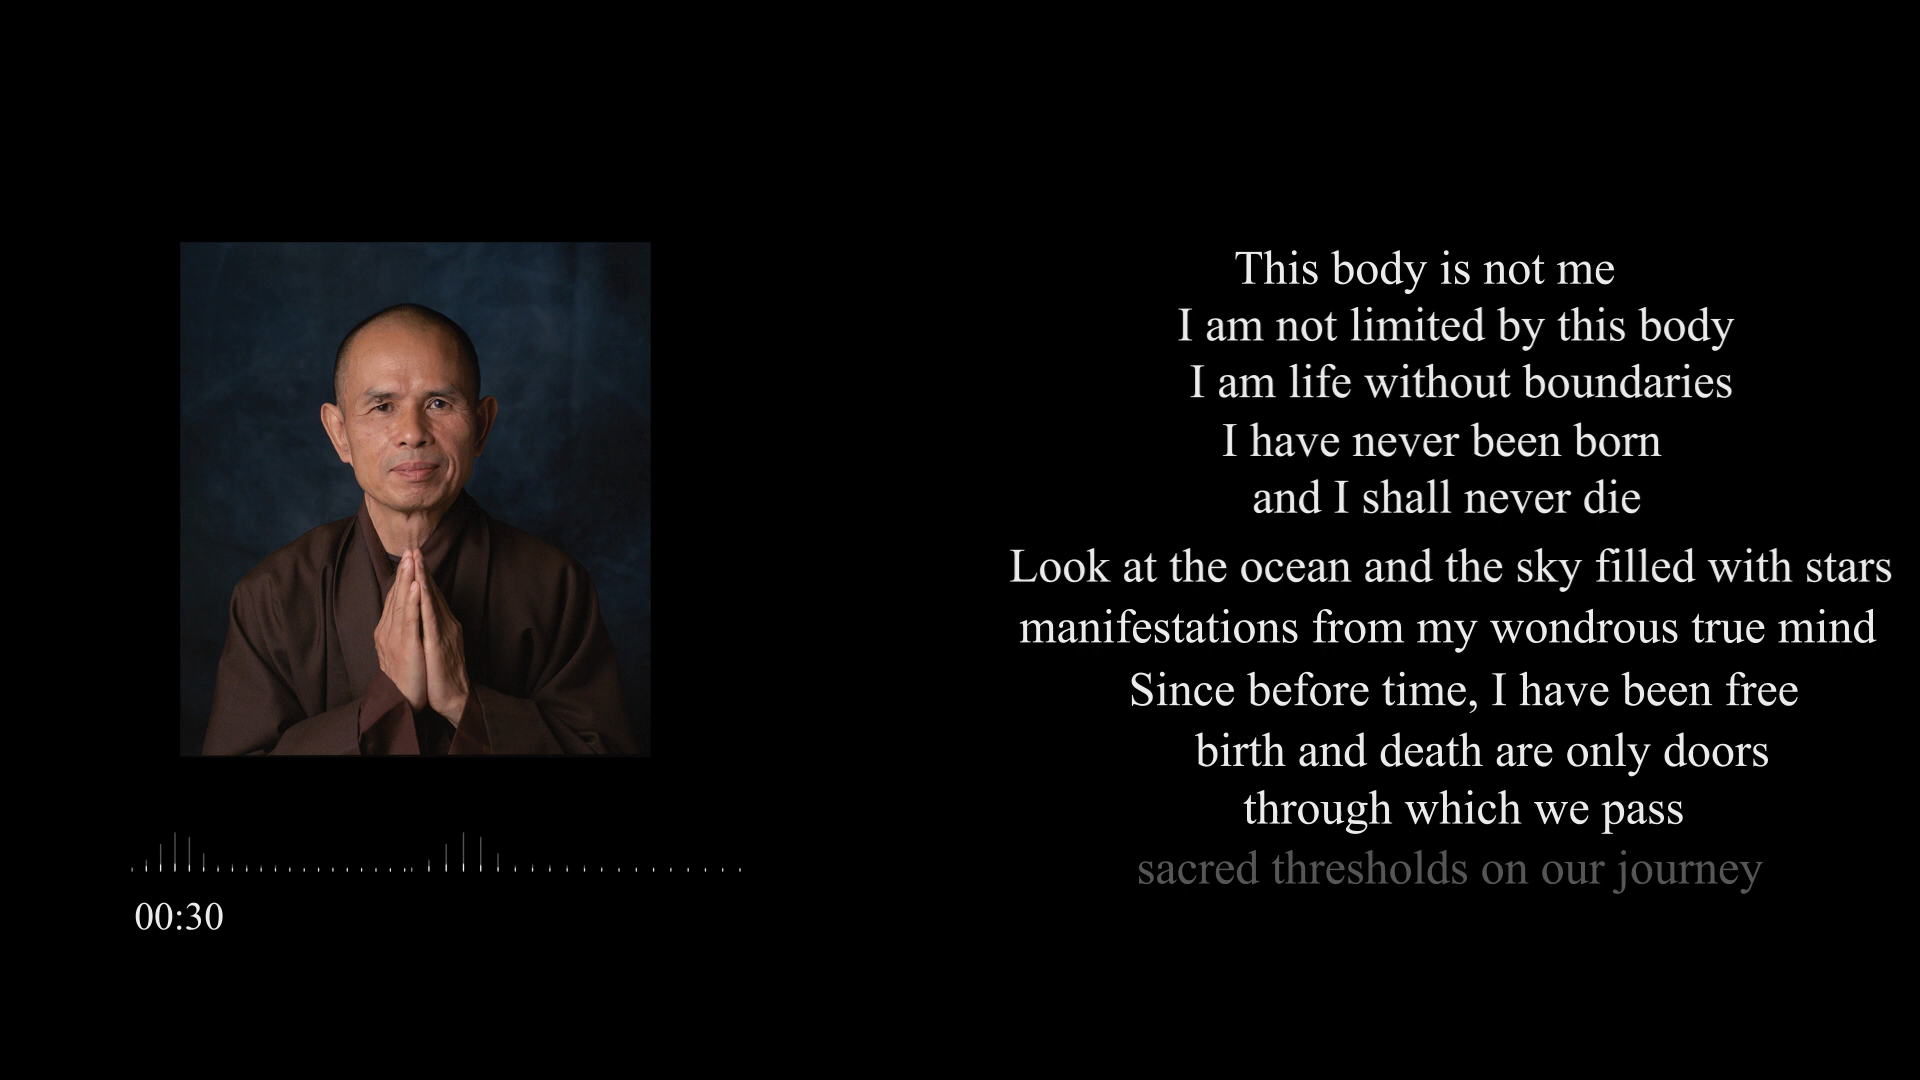 This body is not me
I am not limited by this body
I am life without boundaries
I have never been born
and I shall never die
Look at the ocean and the sky filled with stars
manifestations from my wondrous true mind
Since before time, I have been free
birth and death are only doors
through which we pass
sacred thresholds on our journey
00:30